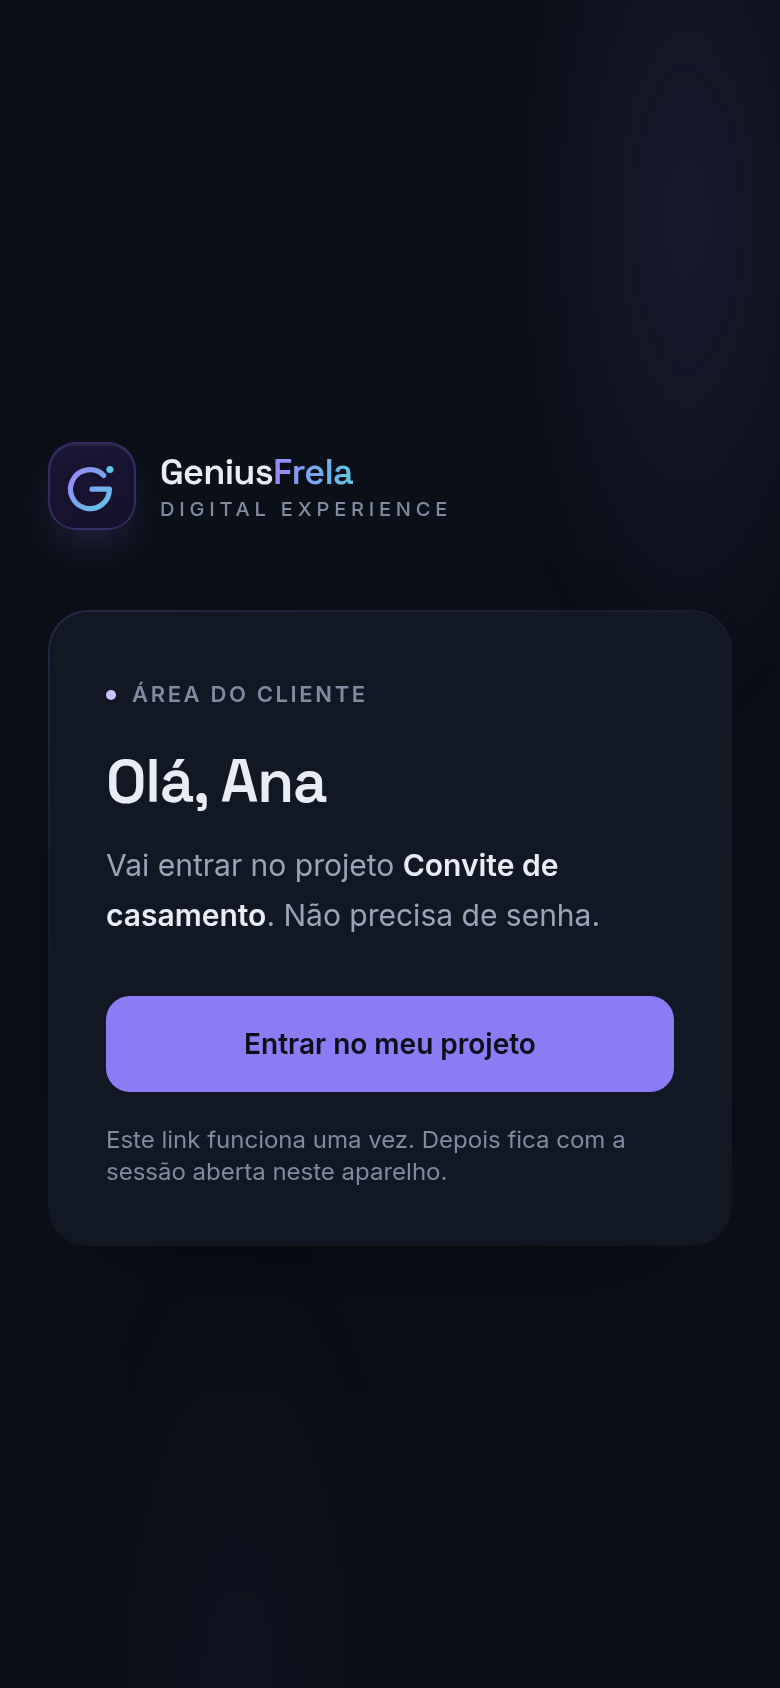 GeniusFrela
DIGITAL EXPERIENCE
ÁREA DO CLIENTE
Olá, Ana
Vai entrar no projeto Convite de
casamento. Não precisa de senha.
Entrar no meu projeto
Este link funciona uma vez. Depois fica com a
sessão aberta neste aparelho.